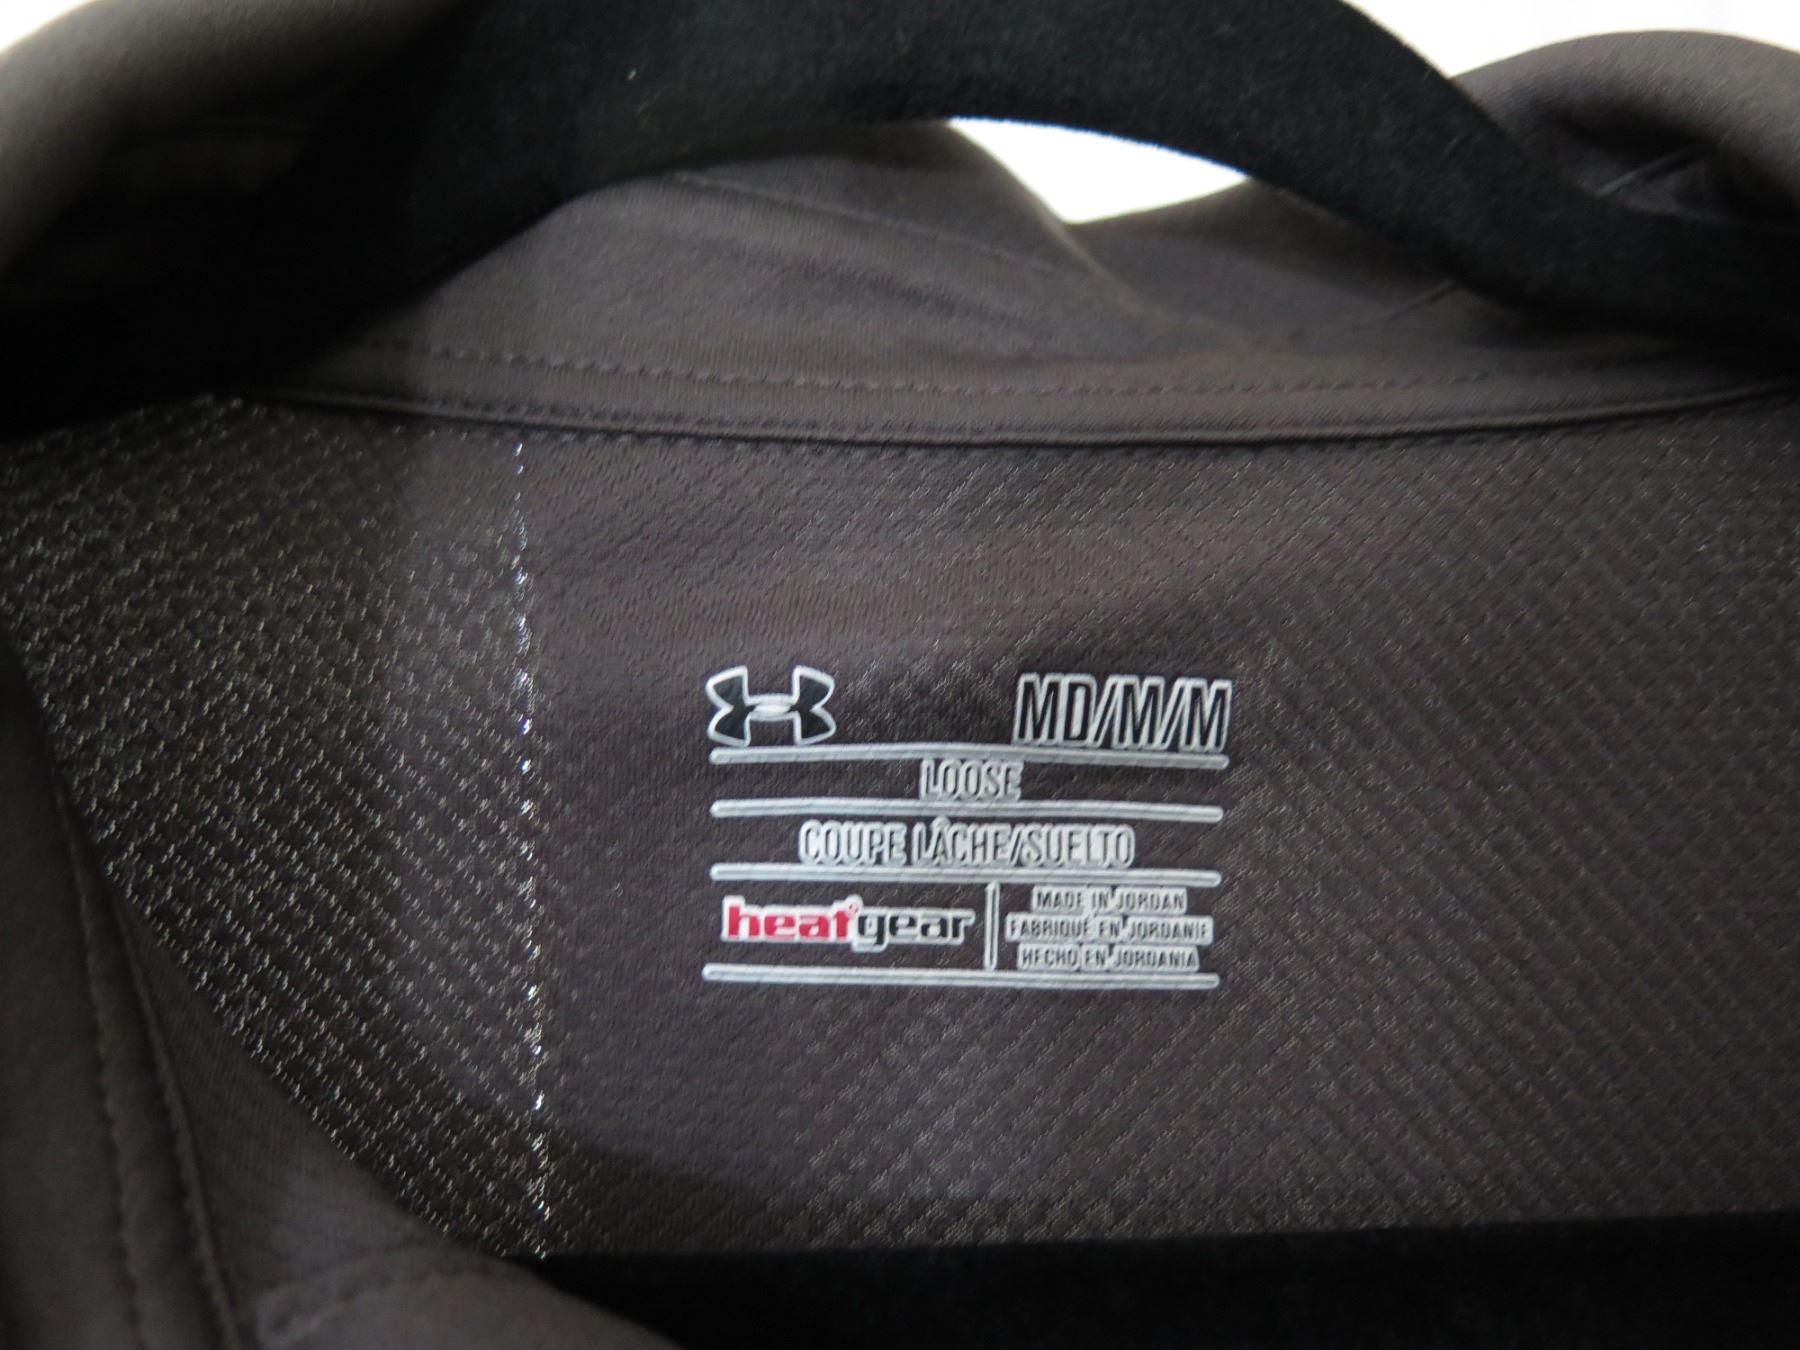 MD/M/M
LOOSE
COUPE LÂCHE/SUELTO
heatgear
MADE IN JORDAN
FABRIQUÉ EN JORDANIE
HECHO EN JORDANIA